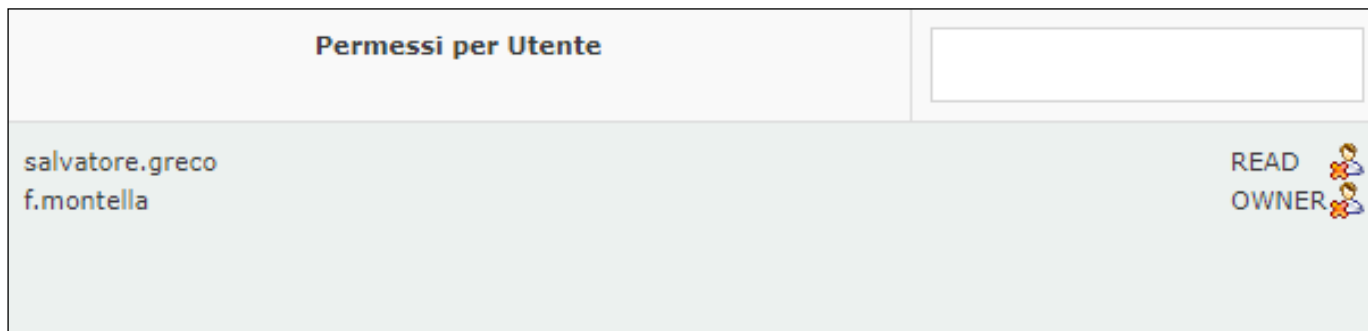 Permessi per Utente
salvatore.greco READ
f.montella OWNER